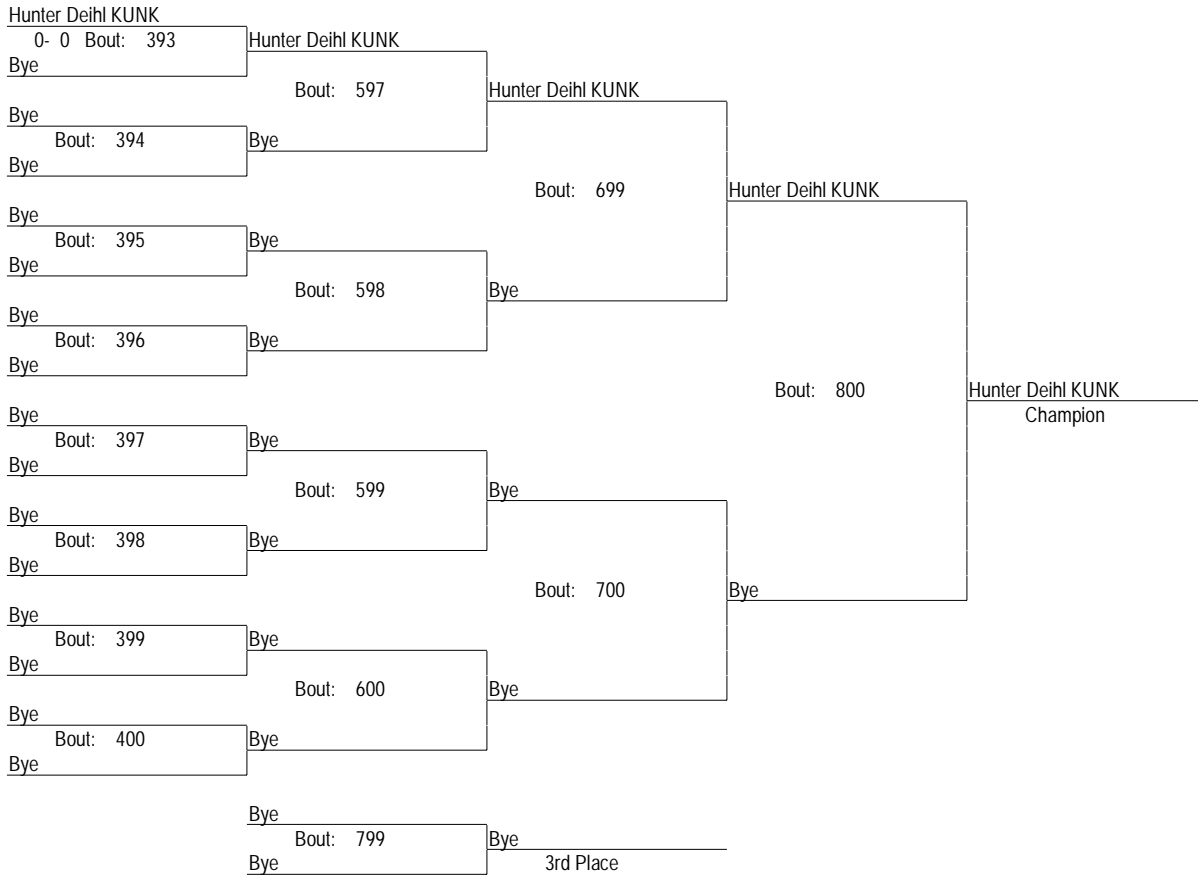 Hunter Deihl KUNK
0- 0 Bout: 393 Hunter Deihl KUNK
Bye
Bout: 597 Hunter Deihl KUNK
Bye
Bout: 394 Bye
Bye
Bout: 699 Hunter Deihl KUNK
Bye
Bout: 395 Bye
Bye
Bout: 598 Bye
Bye
Bout: 396 Bye
Bye
Bout: 800 Hunter Deihl KUNK
Champion
Bye
Bout: 397 Bye
Bye
Bout: 599 Bye
Bye
Bout: 398 Bye
Bye
Bout: 700 Bye
Bye
Bout: 399 Bye
Bye
Bout: 600 Bye
Bye
Bout: 400 Bye
Bye
Bye
Bout: 799 Bye
Bye 3rd Place